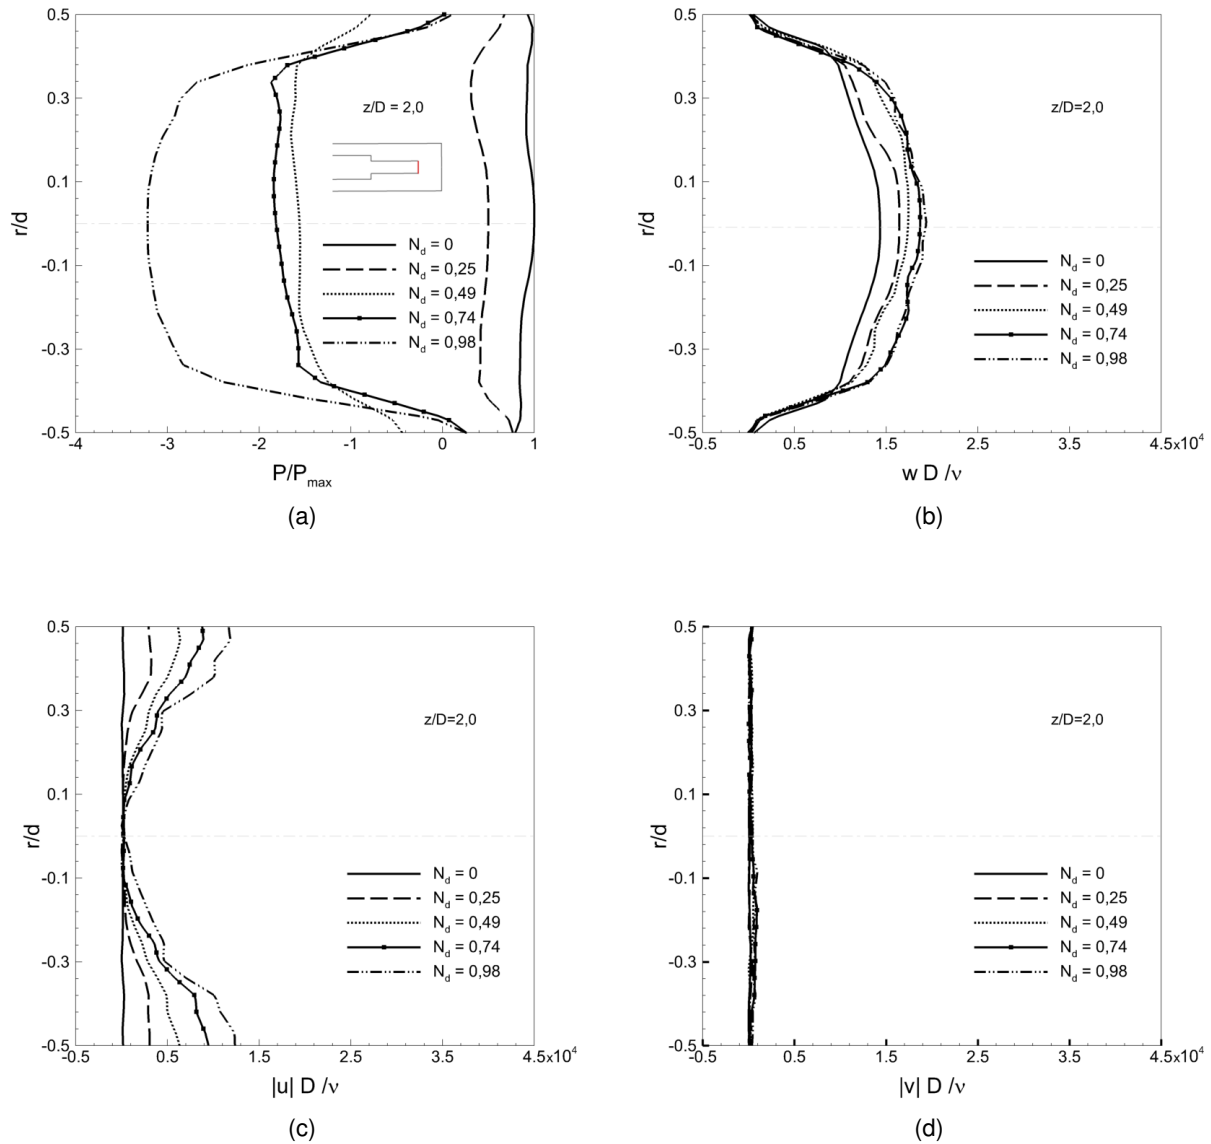 0.5
0.3
0.1
-0.1
-0.3
-0.5
r/d
z/D = 2,0
N_d = 0
N_d = 0,25
N_d = 0,49
N_d = 0,74
N_d = 0,98
-4 -3 -2 -1 0 1
P/P_max
(a)
0.5
0.3
0.1
-0.1
-0.3
-0.5
r/d
z/D=2,0
N_d = 0
N_d = 0,25
N_d = 0,49
N_d = 0,74
N_d = 0,98
-0.5 0.5 1.5 2.5 3.5 4.5x10⁴
w D /ν
(b)
0.5
0.3
0.1
-0.1
-0.3
-0.5
r/d
z/D=2,0
N_d = 0
N_d = 0,25
N_d = 0,49
N_d = 0,74
N_d = 0,98
-0.5 0.5 1.5 2.5 3.5 4.5x10⁴
|u| D /ν
(c)
0.5
0.3
0.1
-0.1
-0.3
-0.5
r/d
z/D=2,0
N_d = 0
N_d = 0,25
N_d = 0,49
N_d = 0,74
N_d = 0,98
-0.5 0.5 1.5 2.5 3.5 4.5x10⁴
|v| D /ν
(d)